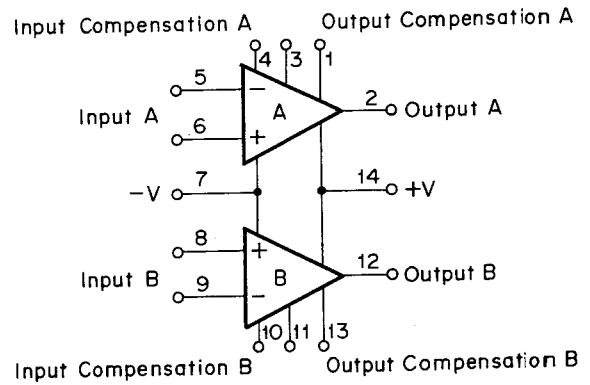 Input Compensation A Output Compensation A
4 3 1
5
− A 2 Output A
Input A
6 +
−V 7 14 +V
8 +
Input B B 12 Output B
9 −
10 11 13
Input Compensation B Output Compensation B